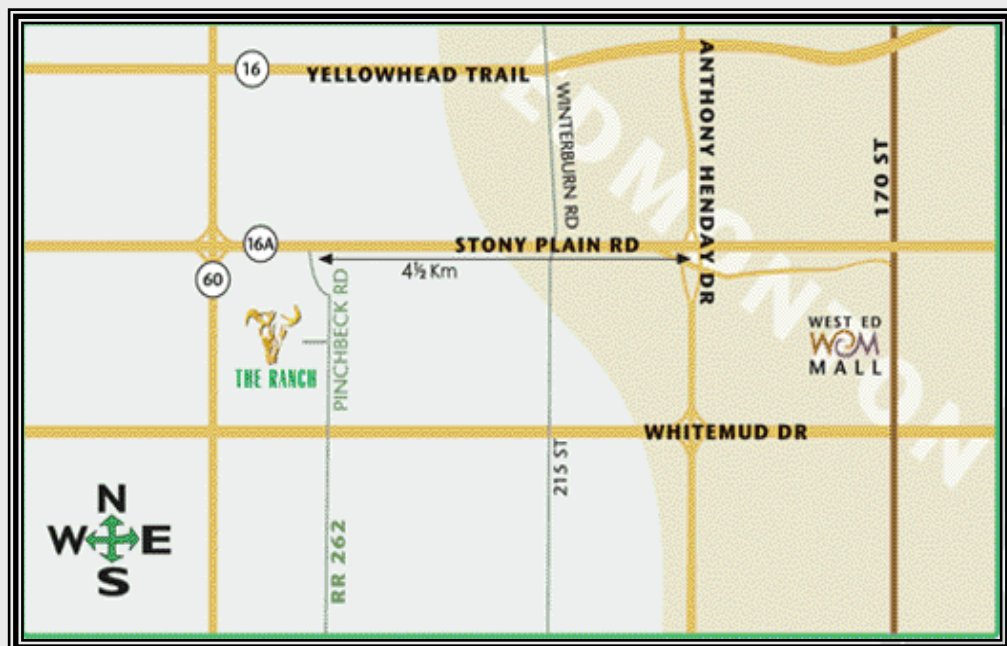 16
YELLOWHEAD TRAIL
EDMONTON
WINTERBURN RD
ANTHONY HENDAY DR
170 ST
16A
STONY PLAIN RD
4½ Km
60
PINCHBECK RD
THE RANCH
WEST ED
WEM
MALL
WHITEMUD DR
215 ST
RR 262
N
W E
S